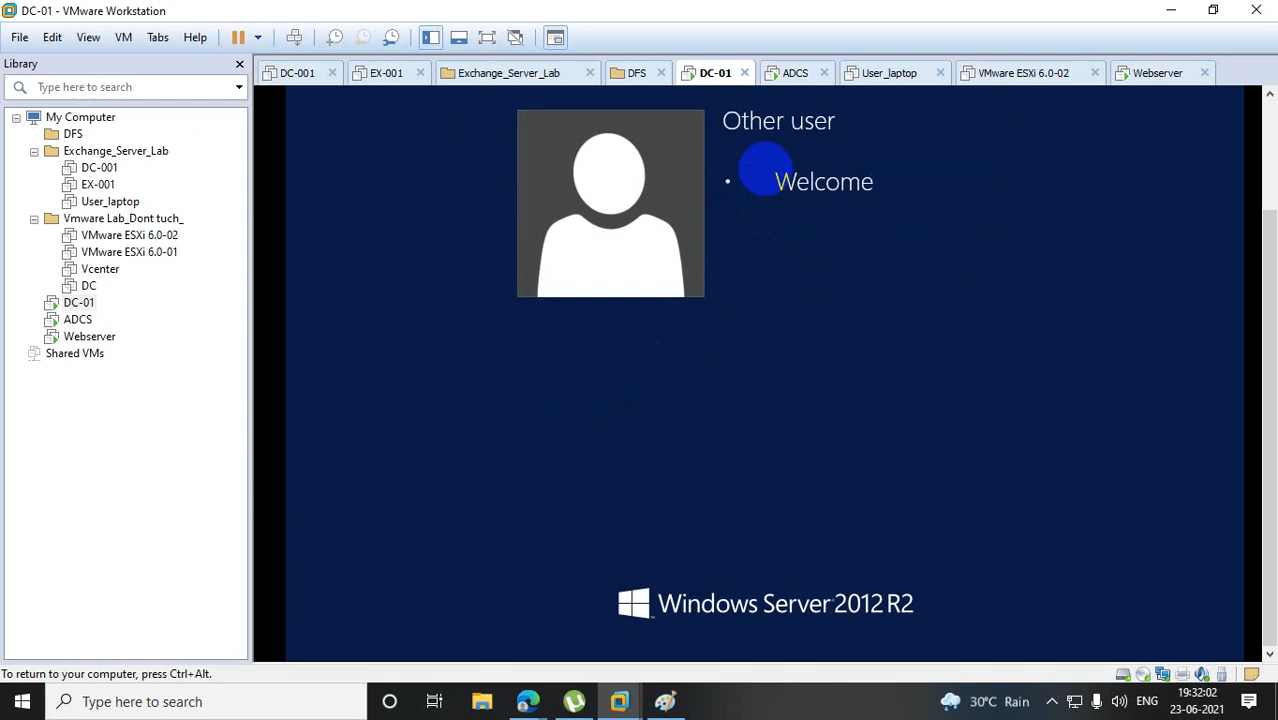 DC-01 - VMware Workstation
File Edit View VM Tabs Help
Library
Type here to search
My Computer
DFS
Exchange_Server_Lab
DC-001
EX-001
User_laptop
Vmware Lab_Dont tuch_
VMware ESXi 6.0-02
VMware ESXi 6.0-01
Vcenter
DC
DC-01
ADCS
Webserver
Shared VMs
DC-001 EX-001 Exchange_Server_Lab DFS DC-01 ADCS User_laptop VMware ESXi 6.0-02 Webserver
Other user
Welcome
Windows Server 2012 R2
To return to your computer, press Ctrl+Alt.
Type here to search
30°C Rain
ENG
19:32:02
23-06-2021